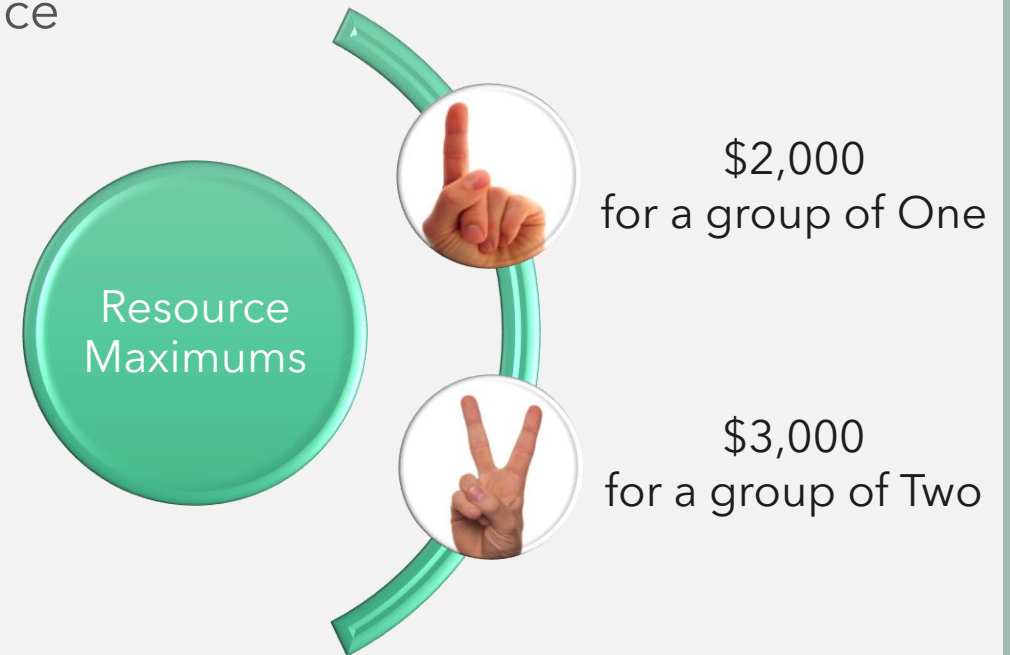 ce
Resource
Maximums
$2,000
for a group of One
$3,000
for a group of Two